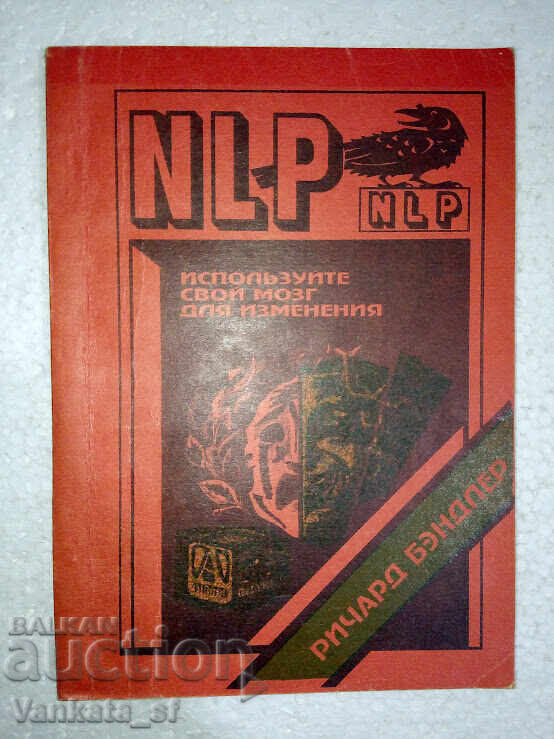 NLP
NLP
ИСПОЛЬЗУЙТЕ
СВОЙ МОЗГ
ДЛЯ ИЗМЕНЕНИЯ
РИЧАРД БЭНДЛЕР
BALKAN
auction
Vankata_sf